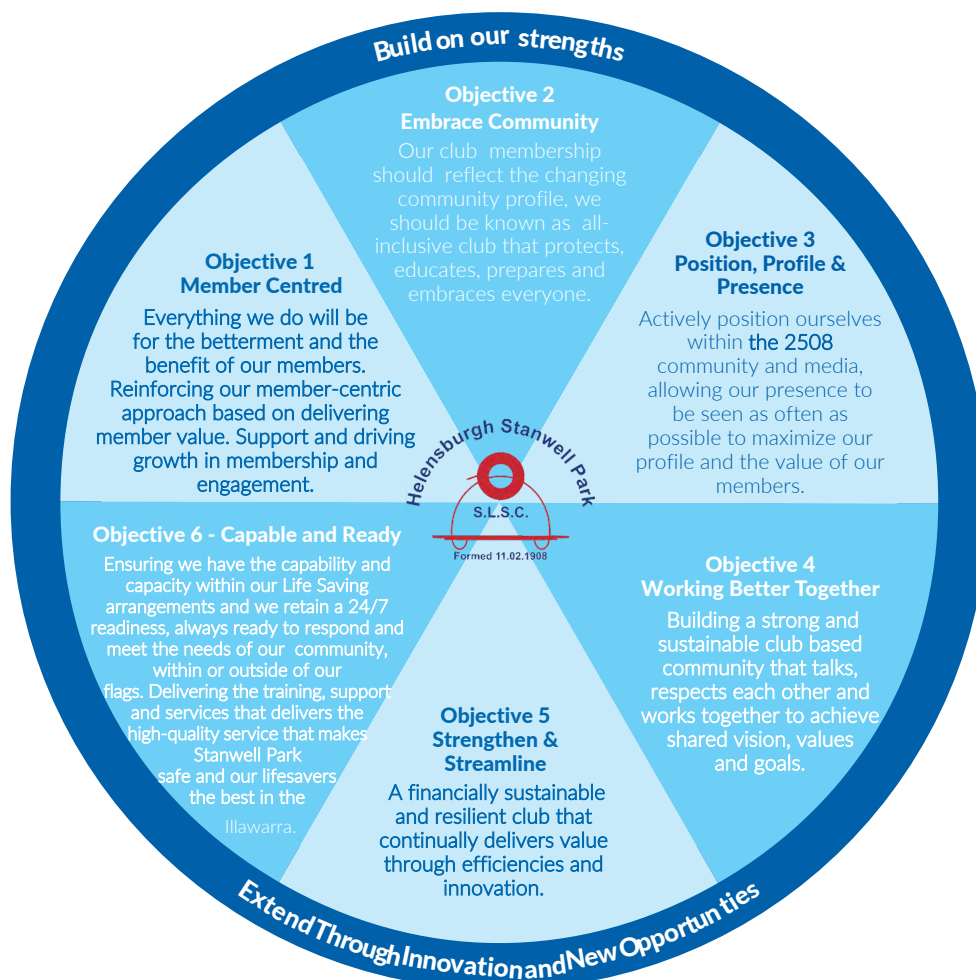 Build on our strengths
Objective 2
Embrace Community
Our club membership
should reflect the changing
community profile, we
should be known as all-
inclusive club that protects,
educates, prepares and
embraces everyone.
Objective 1
Member Centred
Everything we do will be
for the betterment and the
benefit of our members.
Reinforcing our member-centric
approach based on delivering
member value. Support and driving
growth in membership and
engagement.
Objective 3
Position, Profile &
Presence
Actively position ourselves
within the 2508
community and media,
allowing our presence to
be seen as often as
possible to maximize our
profile and the value of our
members.
Helensburgh Stanwell Park
S.L.S.C.
Formed 11.02.1908
Objective 6 - Capable and Ready
Ensuring we have the capability and
capacity within our Life Saving
arrangements and we retain a 24/7
readiness, always ready to respond and
meet the needs of our community,
within or outside of our
flags. Delivering the training, support
and services that delivers the
high-quality service that makes
Stanwell Park
safe and our lifesavers
the best in the
Illawarra.
Objective 4
Working Better Together
Building a strong and
sustainable club based
community that talks,
respects each other and
works together to achieve
shared vision, values
and goals.
Objective 5
Strengthen &
Streamline
A financially sustainable
and resilient club that
continually delivers value
through efficiencies and
innovation.
Extend Through Innovation and New Opportunties